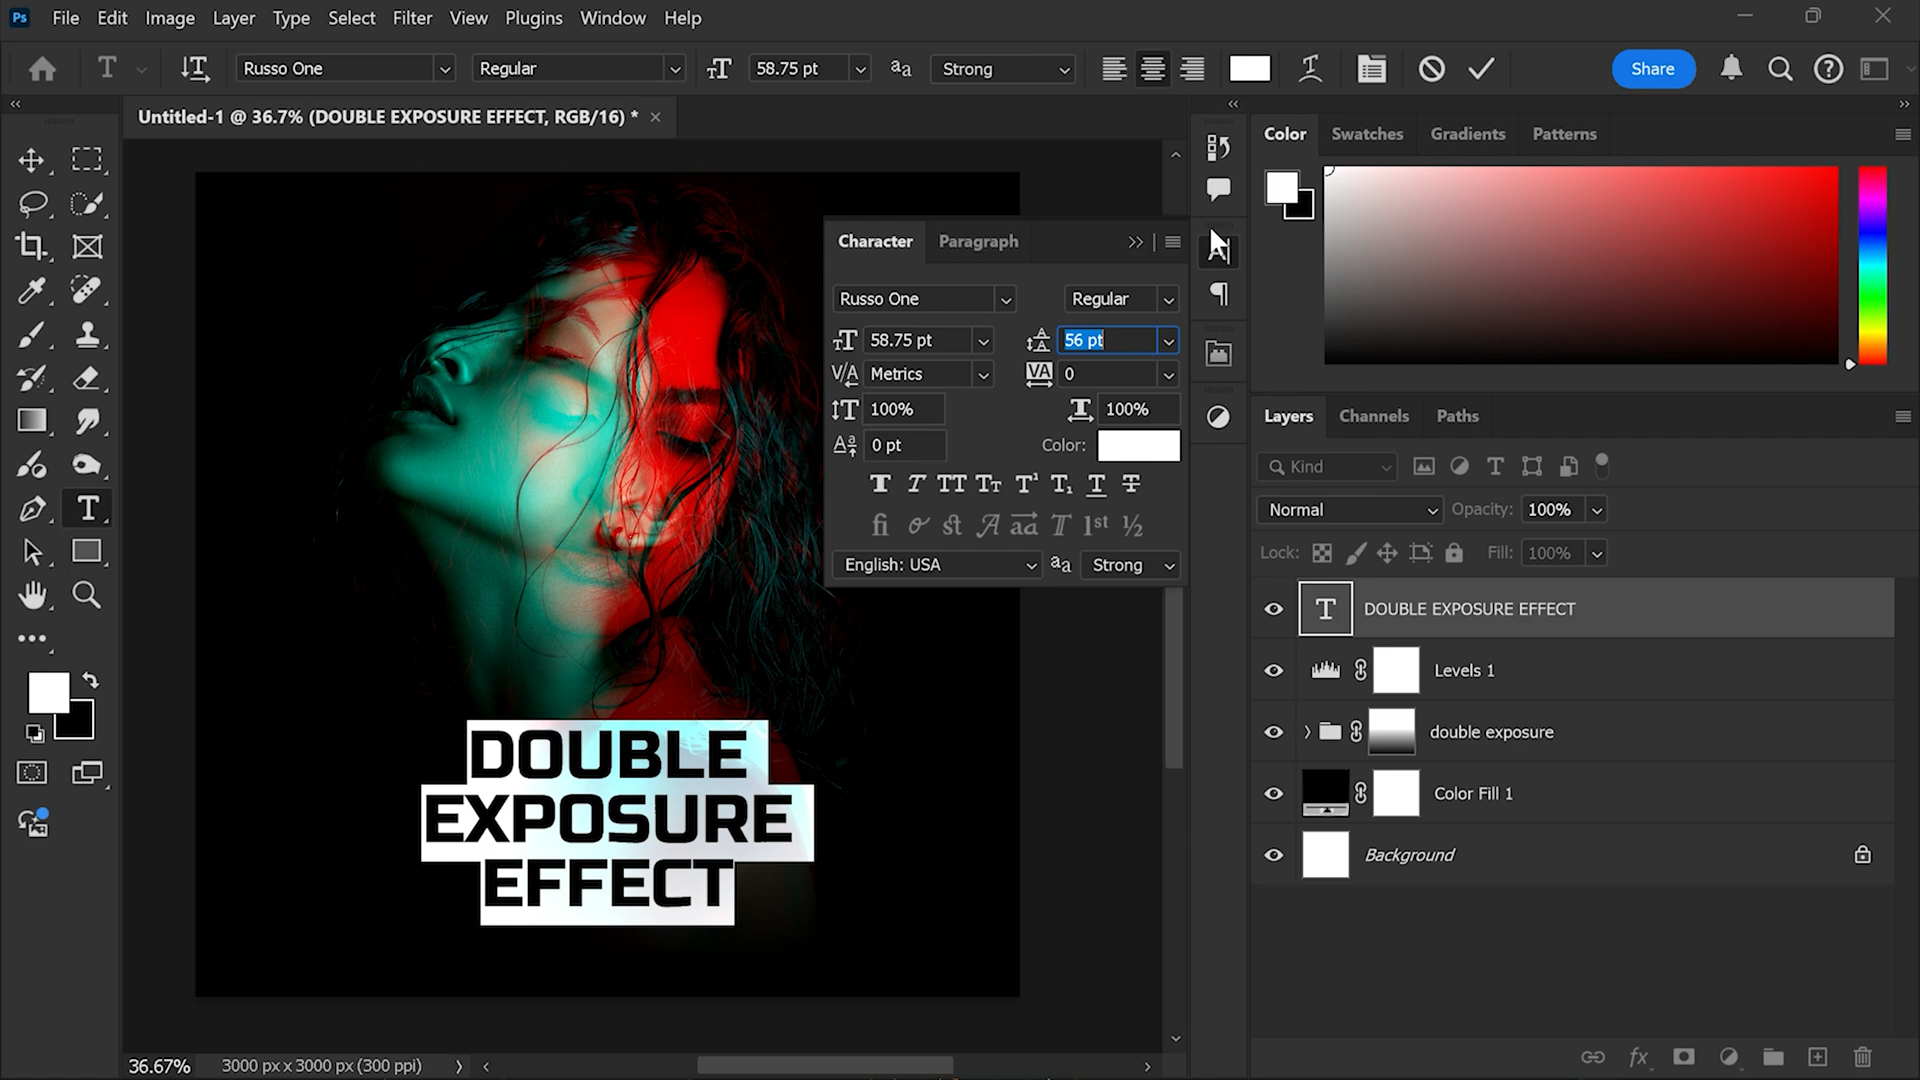 Ps File Edit Image Layer Type Select Filter View Plugins Window Help
Russo One Regular 58.75 pt Strong Share
Untitled-1 @ 36.7% (DOUBLE EXPOSURE EFFECT, RGB/16) *
Color Swatches Gradients Patterns
Character Paragraph
Russo One Regular
58.75 pt 56 pt
Metrics 0
100% 100%
0 pt Color:
English: USA Strong
Layers Channels Paths
Kind
Normal Opacity: 100%
Lock: Fill: 100%
DOUBLE EXPOSURE EFFECT
Levels 1
double exposure
Color Fill 1
Background
DOUBLE
EXPOSURE
EFFECT
36.67% 3000 px x 3000 px (300 ppi)